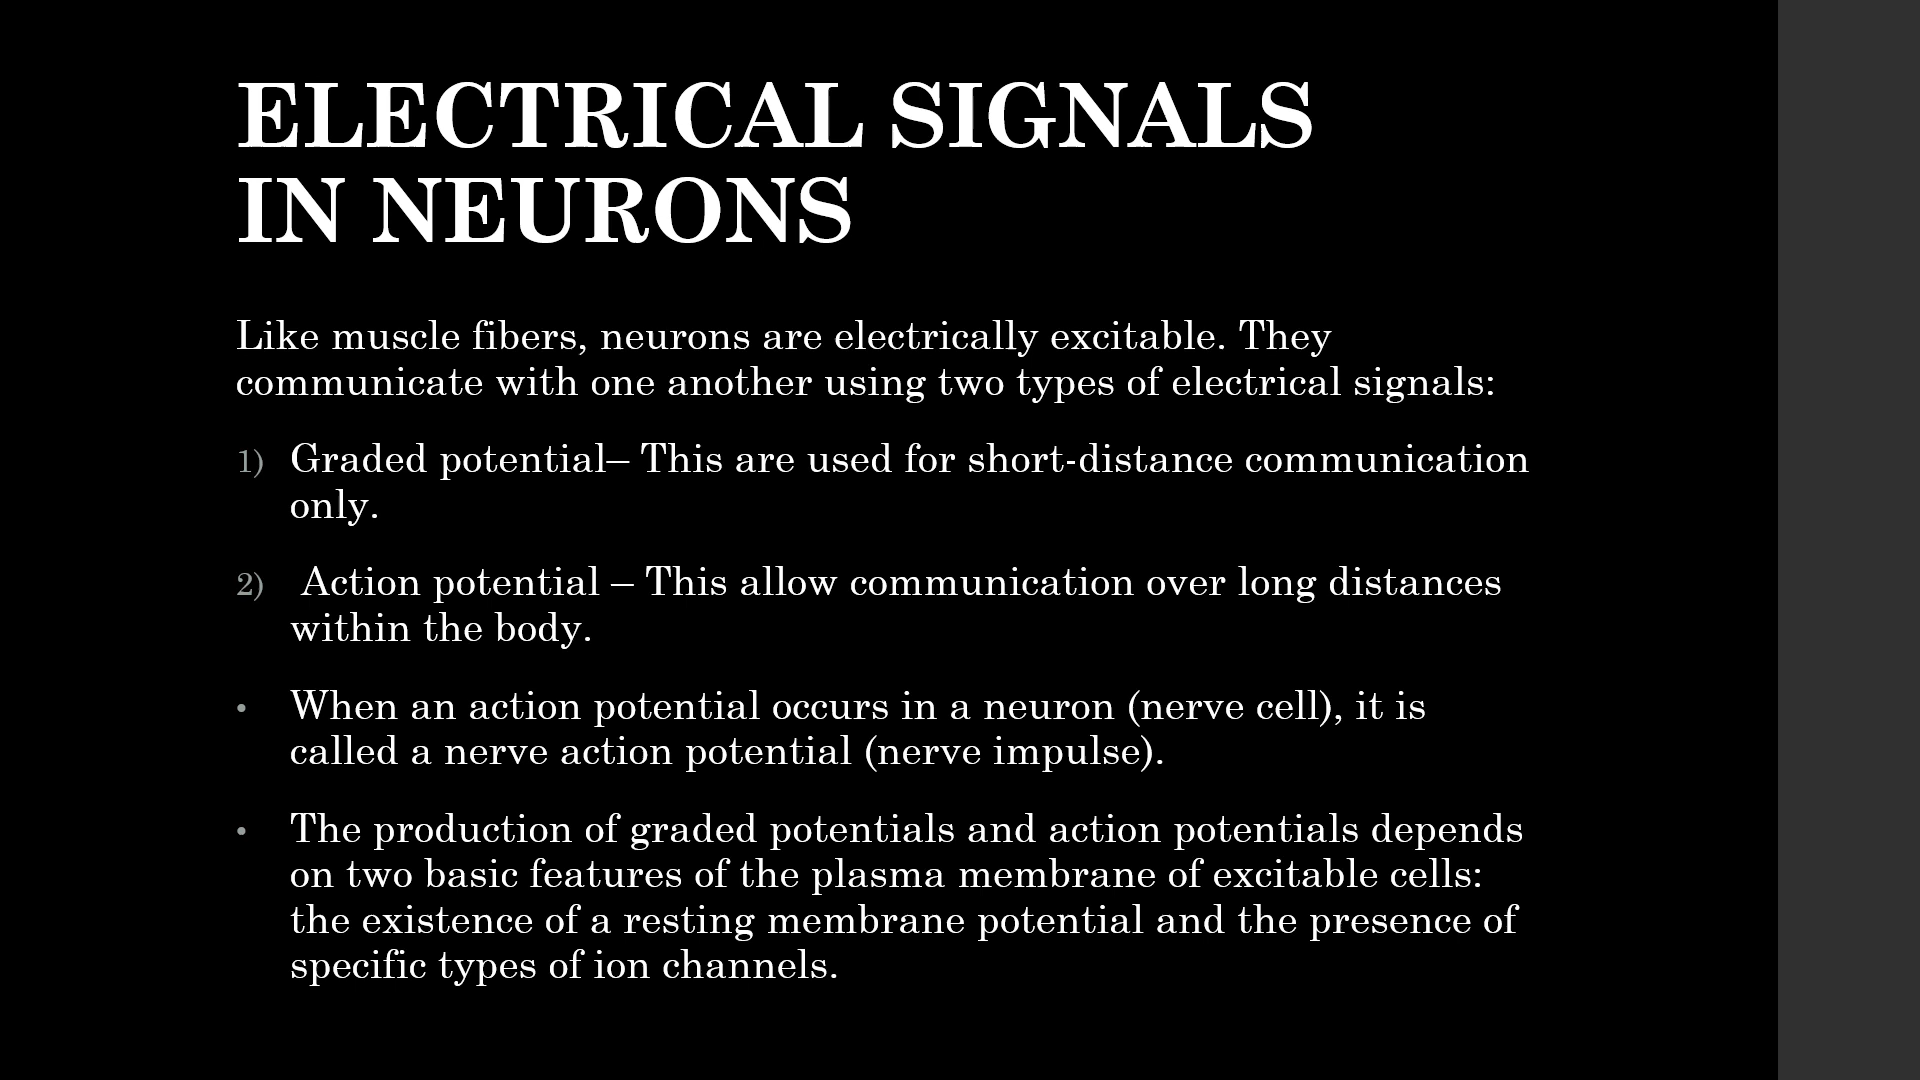 ELECTRICAL SIGNALS
IN NEURONS
Like muscle fibers, neurons are electrically excitable. They
communicate with one another using two types of electrical signals:
1) Graded potential– This are used for short-distance communication
only.
2) Action potential – This allow communication over long distances
within the body.
• When an action potential occurs in a neuron (nerve cell), it is
called a nerve action potential (nerve impulse).
• The production of graded potentials and action potentials depends
on two basic features of the plasma membrane of excitable cells:
the existence of a resting membrane potential and the presence of
specific types of ion channels.